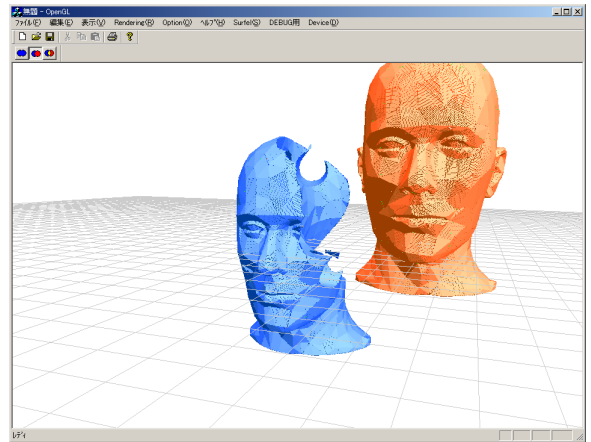 無題 - OpenGL
ファイル(F) 編集(E) 表示(V) Rendering(R) Option(O) ヘルプ(H) Surfel(S) DEBUG用 Device(D)
レディ